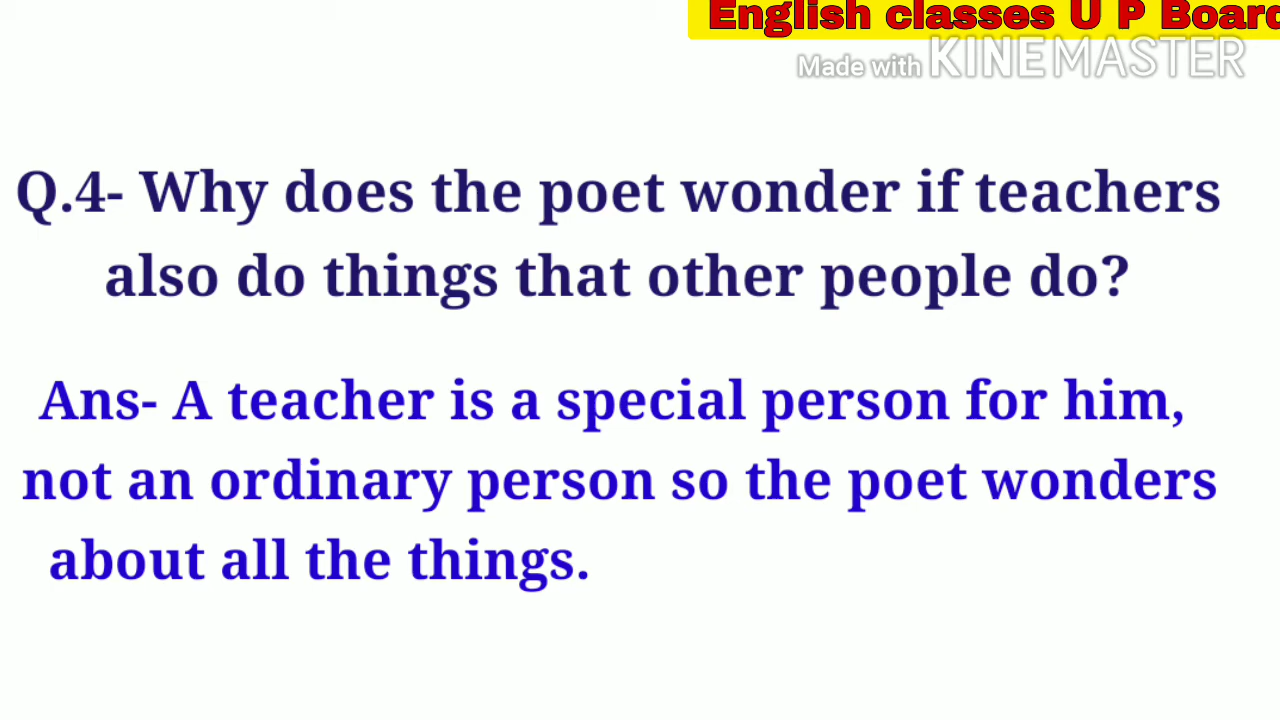 English classes U P Board
Made with KINEMASTER
Q.4- Why does the poet wonder if teachers
also do things that other people do?
Ans- A teacher is a special person for him,
not an ordinary person so the poet wonders
about all the things.